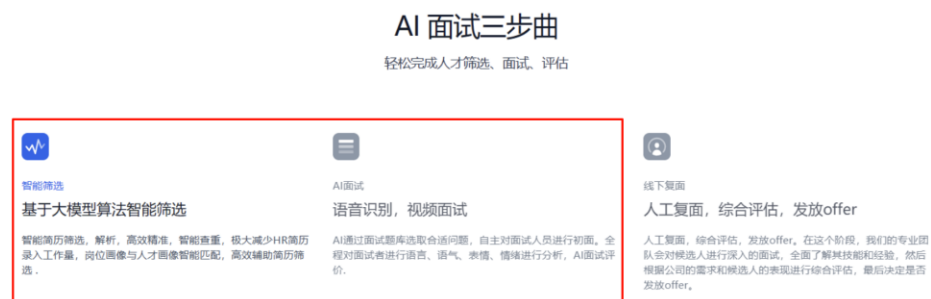 AI 面试三步曲
轻松完成人才筛选、面试、评估
智能筛选
基于大模型算法智能筛选
智能简历筛选，解析，高效精准，智能查重，极大减少HR简历
录入工作量，岗位画像与人才画像智能匹配，高效辅助简历筛
选 .
AI面试
语音识别，视频面试
AI通过面试题库选取合适问题，自主对面试人员进行初面。全
程对面试者进行语言、语气、表情、情绪进行分析，AI面试评
价.
线下复面
人工复面，综合评估，发放offer
人工复面，综合评估，发放offer。在这个阶段，我们的专业团
队会对候选人进行深入的面试，全面了解其技能和经验，然后
根据公司的需求和候选人的表现进行综合评估，最后决定是否
发放offer。